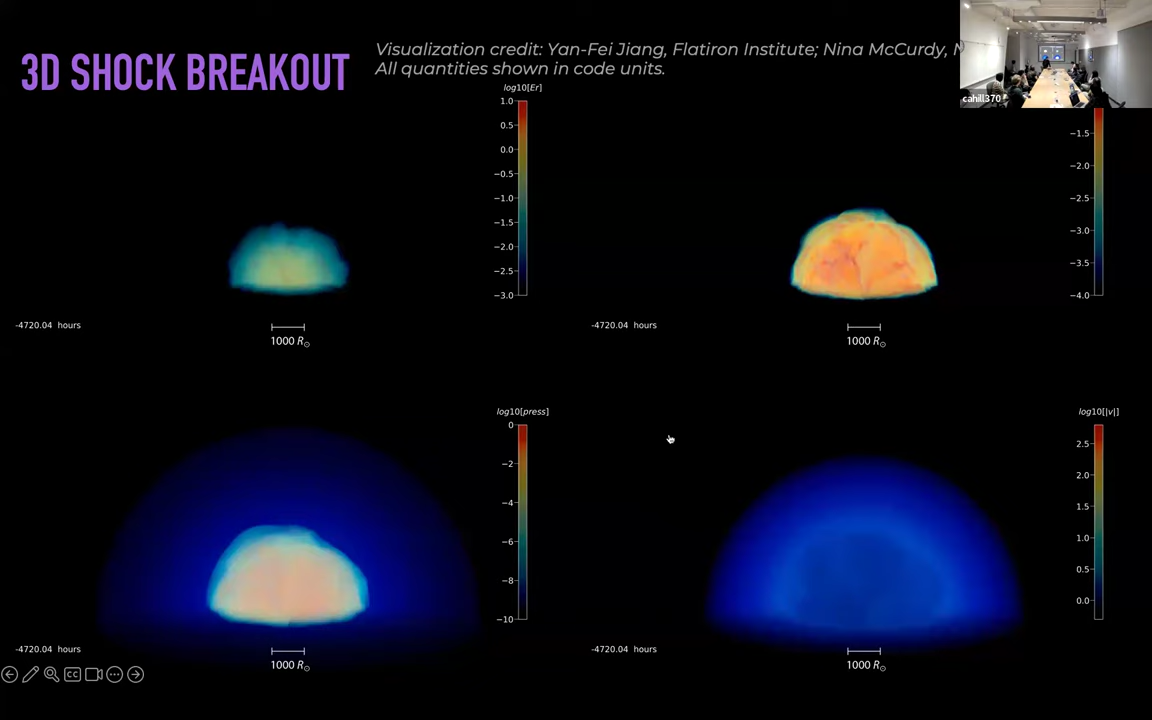 3D SHOCK BREAKOUT
Visualization credit: Yan-Fei Jiang, Flatiron Institute; Nina McCurdy,
All quantities shown in code units.
cahill370
log10[Er]
1.0
0.5
0.0
−0.5
−1.0
−1.5
−2.0
−2.5
−3.0
-4720.04 hours
1000 R☉
−1.5
−2.0
−2.5
−3.0
−3.5
−4.0
-4720.04 hours
1000 R☉
log10[press]
0
−2
−4
−6
−8
−10
-4720.04 hours
1000 R☉
log10[|v|]
2.5
2.0
1.5
1.0
0.5
0.0
-4720.04 hours
1000 R☉
CC